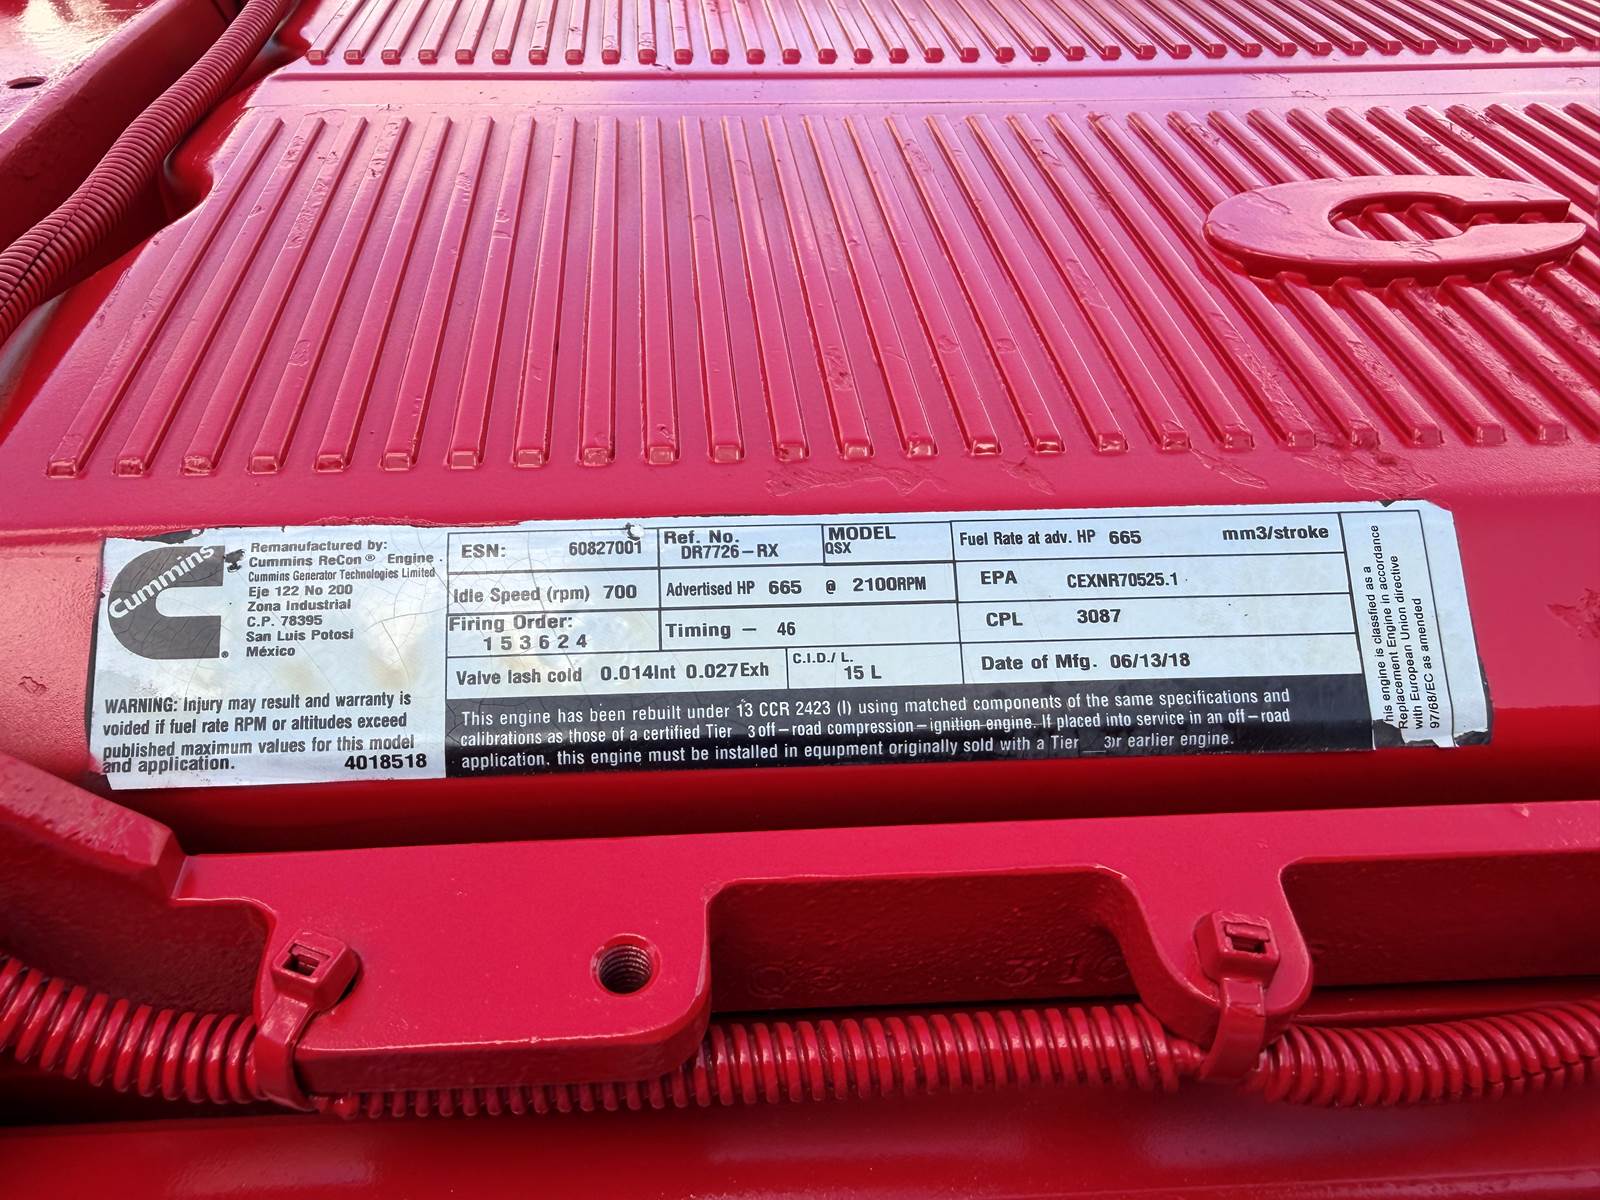 Cummins
Remanufactured by:
Cummins ReCon® Engine
Cummins Generator Technologies Limited
Eje 122 No 200
Zona Industrial
C.P. 78395
San Luis Potosi
México
WARNING: Injury may result and warranty is
voided if fuel rate RPM or altitudes exceed
published maximum values for this model
and application. 4018518
ESN: 60827001
Ref. No.
DR7726-RX
MODEL
QSX
Fuel Rate at adv. HP 665 mm3/stroke
Idle Speed (rpm) 700
Advertised HP 665 @ 2100RPM
EPA CEXNR70525.1
Firing Order:
1 5 3 6 2 4
Timing - 46
CPL 3087
Valve lash cold 0.014Int 0.027Exh
C.I.D./ L.
15 L
Date of Mfg. 06/13/18
This engine has been rebuilt under 13 CCR 2423 (l) using matched components of the same specifications and
calibrations as those of a certified Tier 3 off-road compression-ignition engine. If placed into service in an off-road
application, this engine must be installed in equipment originally sold with a Tier 3 or earlier engine.
This engine is classified as a
Replacement Engine in accordance
with European Union directive
97/68/EC as amended